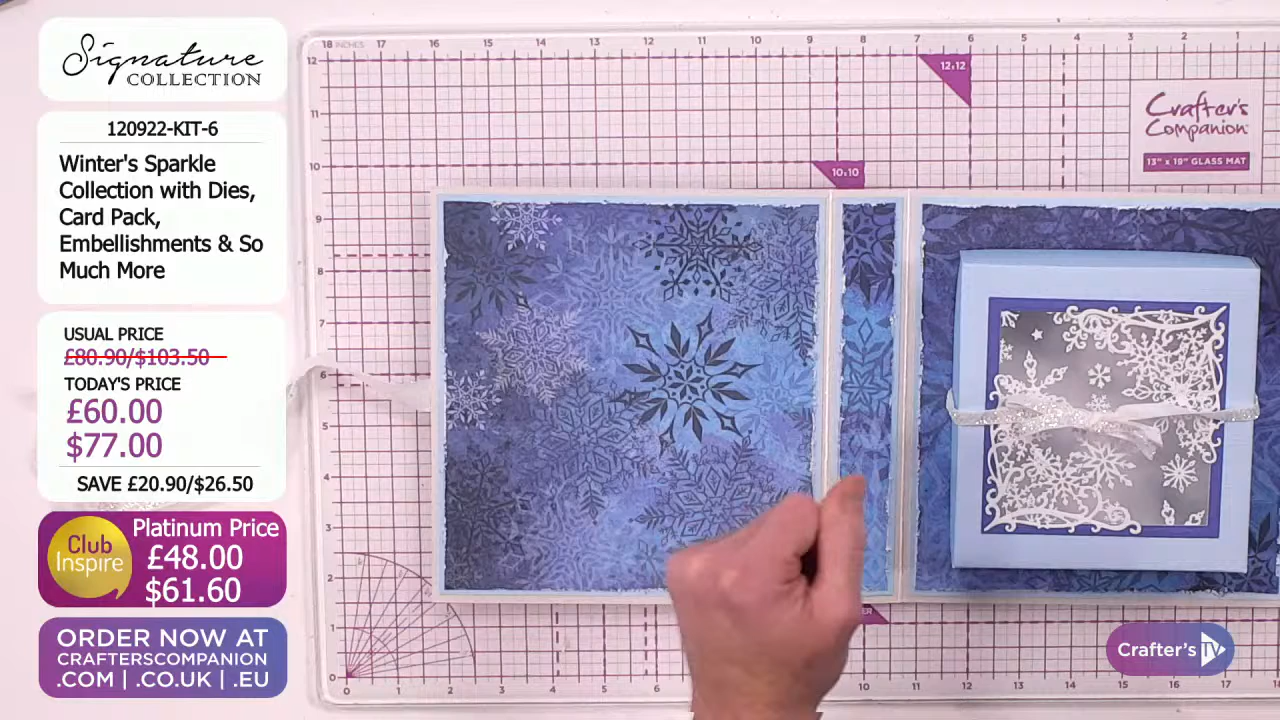 Signature
COLLECTION
120922-KIT-6
Winter's Sparkle
Collection with Dies,
Card Pack,
Embellishments & So
Much More
USUAL PRICE
£80.90/$103.50
TODAY'S PRICE
£60.00
$77.00
SAVE £20.90/$26.50
Club
Inspire
Platinum Price
£48.00
$61.60
ORDER NOW AT
CRAFTERSCOMPANION
.COM | .CO.UK | .EU
18 INCHES 17 16 15 14 13 12 11 10 9 8 7 6 5 4 3 2 1
12
11
10
9
8
7
6
5
4
3
2
1
0
12x12
10x10
Crafter's
Companion
13" x 19" GLASS MAT
0 2 3 4 5 6 10 11 12 13 14 15 16 17
Crafter's TV